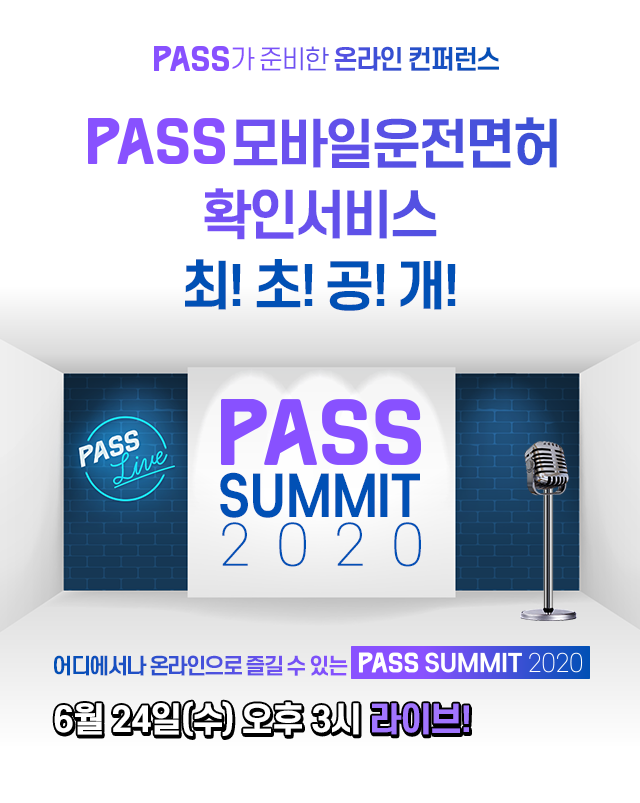 PASS가 준비한 온라인 컨퍼런스
PASS 모바일운전면허
확인서비스
최! 초! 공! 개!
PASS
Live
PASS
SUMMIT
2020
어디에서나 온라인으로 즐길 수 있는 PASS SUMMIT 2020
6월 24일(수) 오후 3시 라이브!